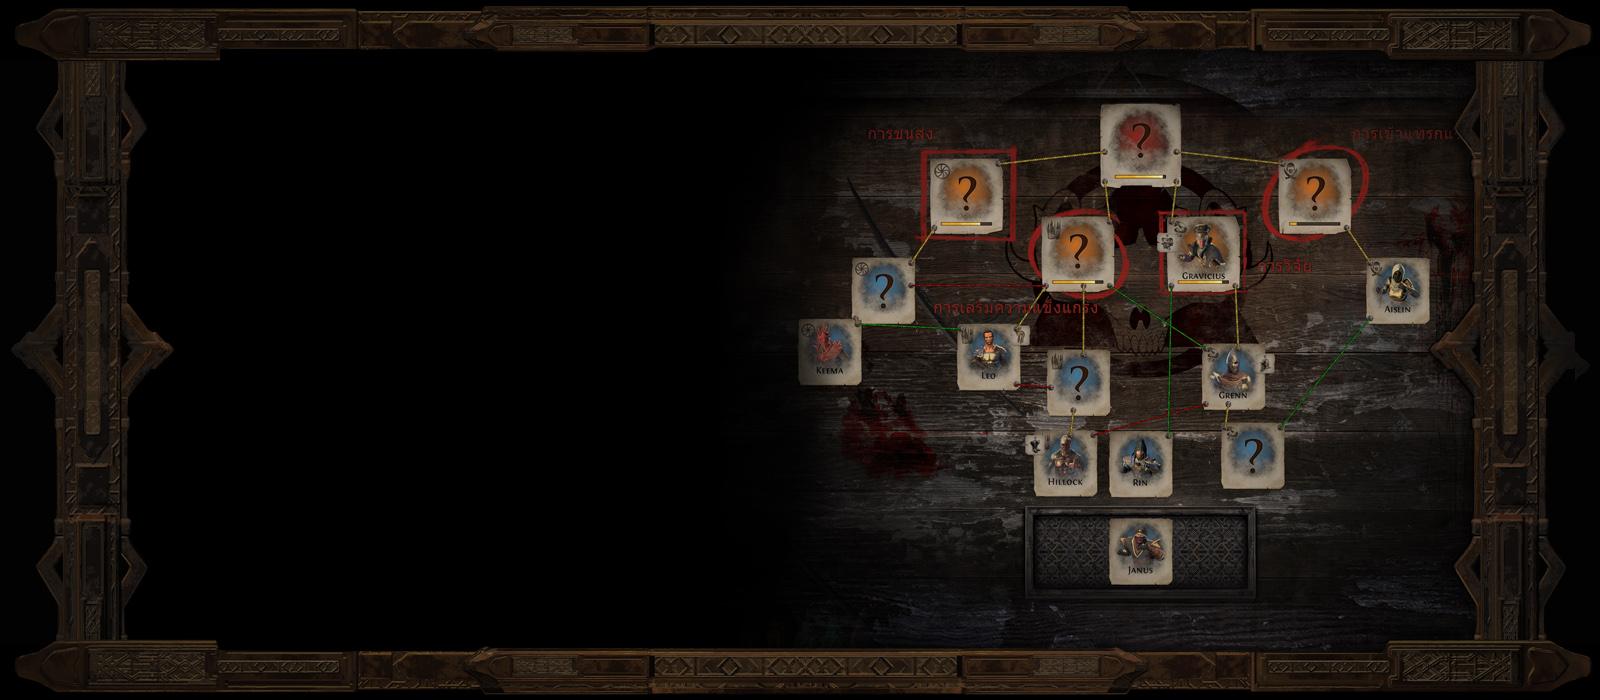 การขนส่ง
การเข้าแทรกแ
?
?
?
?
GRAVICIUS
การวิจัย
?
AISLIN
การเสริมความแข็งแกร่ง
KEEMA
LEO
?
GRENN
HILLOCK
RIN
?
JANUS